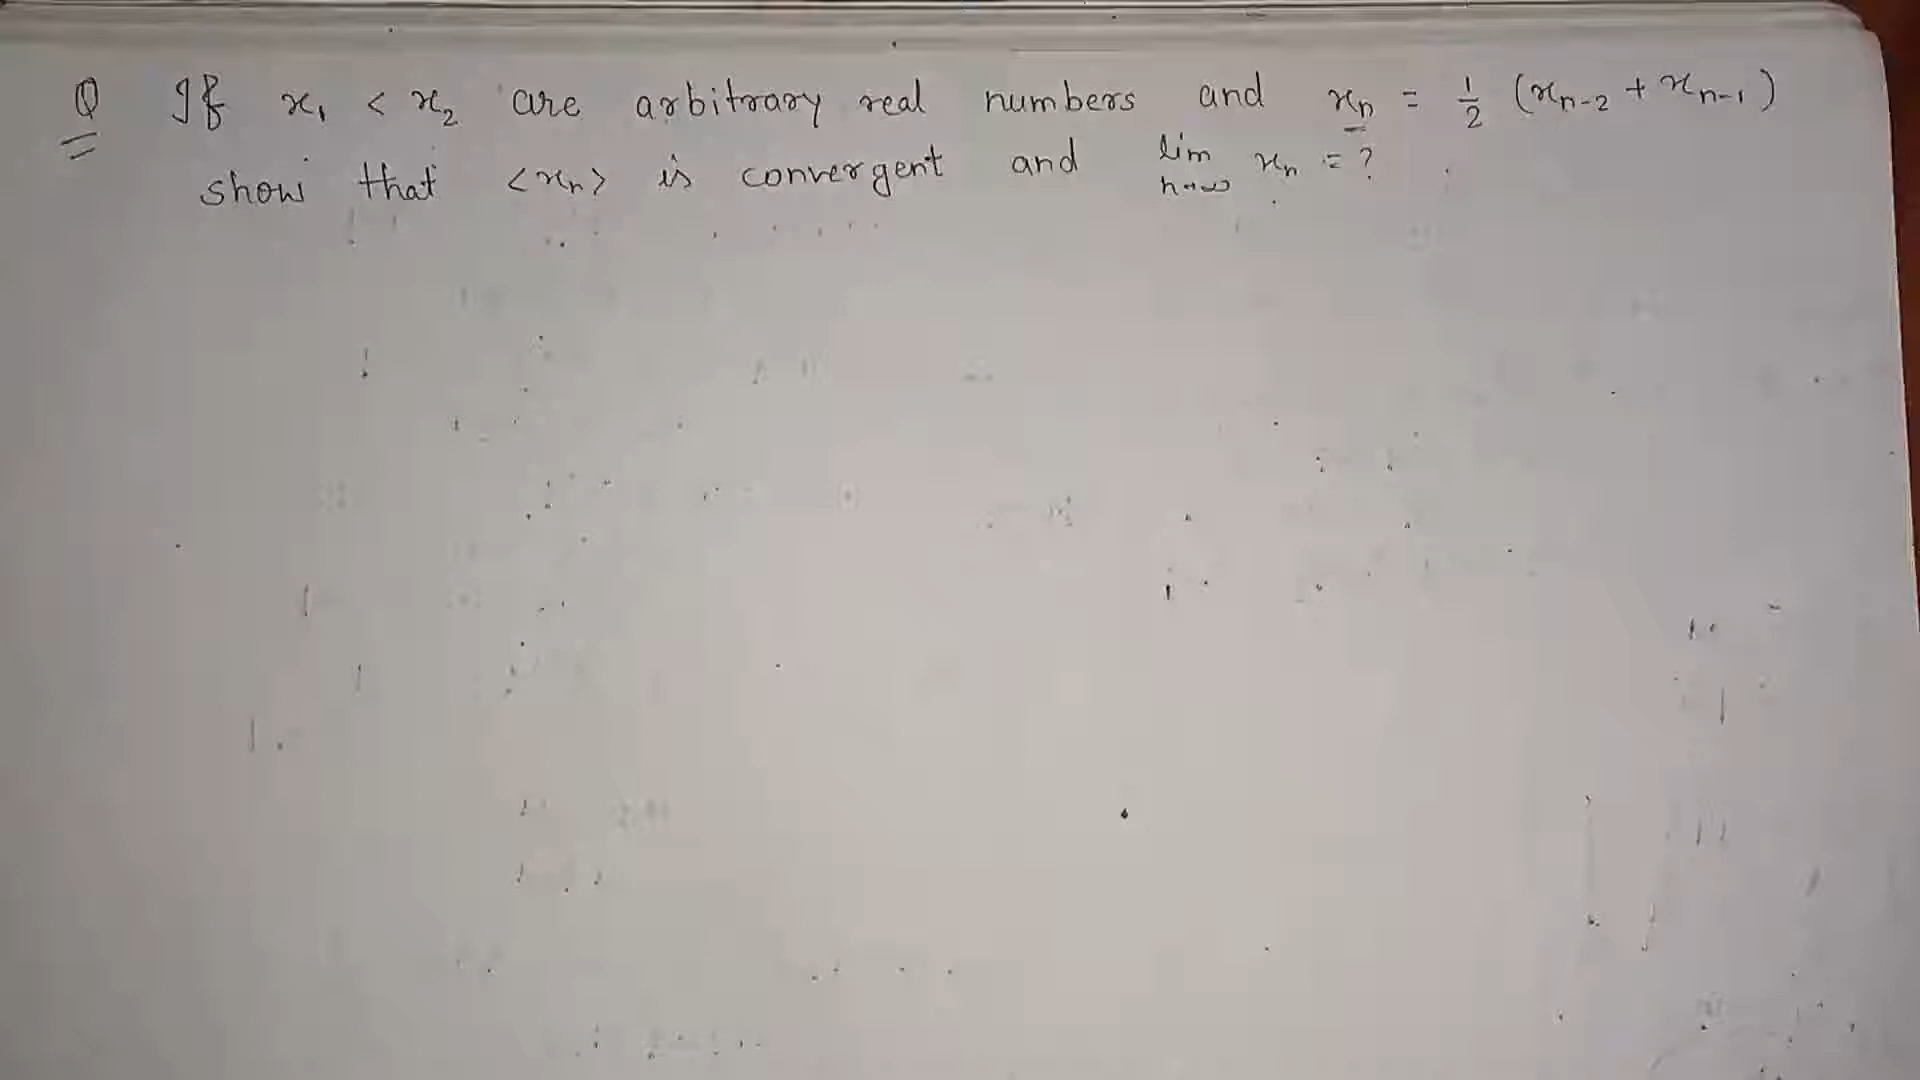 Q If x₁ < x₂ are arbitrary real numbers and xₙ = 1/2 (xₙ₋₂ + xₙ₋₁)
show that <xₙ> is convergent and lim n→∞ xₙ = ?